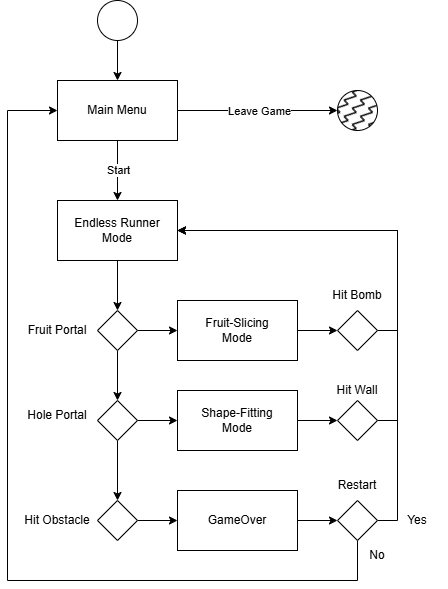 Main Menu
Leave Game
Start
Endless Runner
Mode
Hit Bomb
Fruit Portal
Fruit-Slicing
Mode
Hit Wall
Hole Portal
Shape-Fitting
Mode
Restart
Hit Obstacle
GameOver
Yes
No